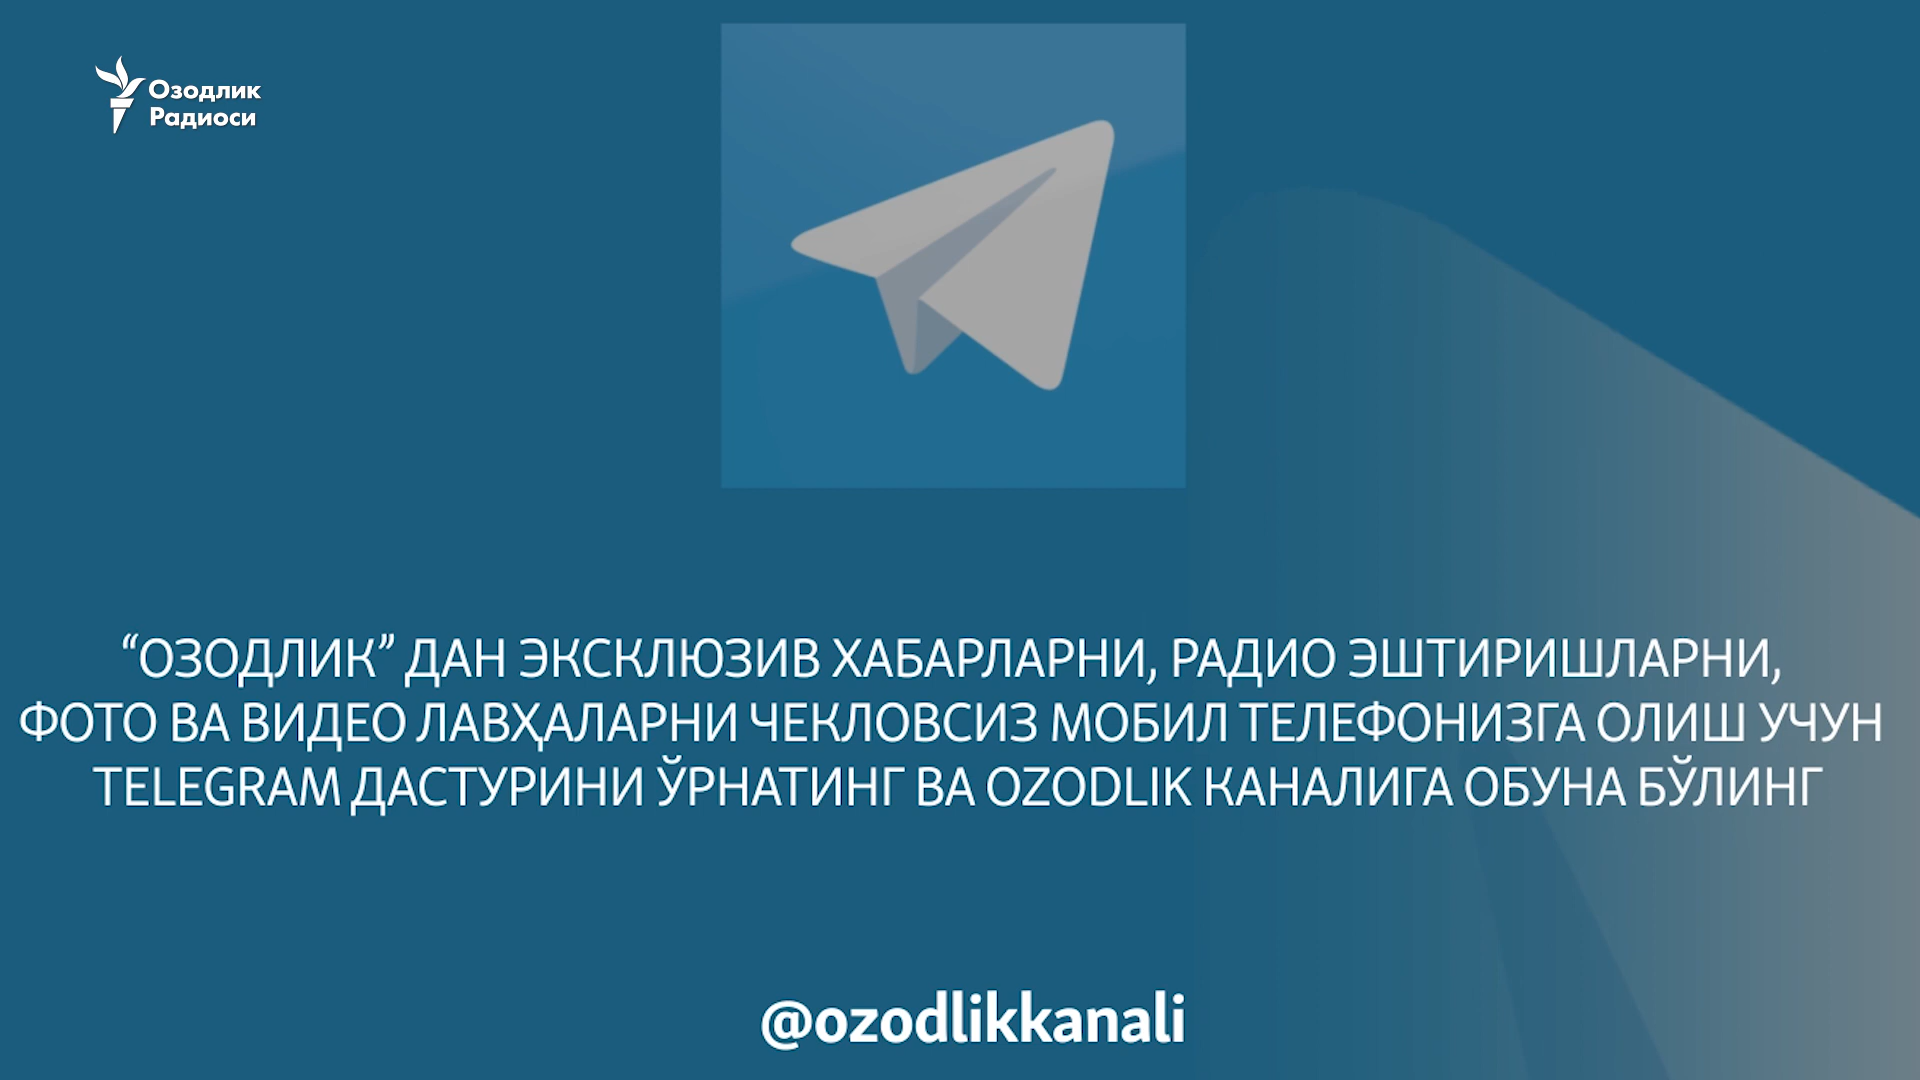 Озодлик
Радиоси
“ОЗОДЛИК” ДАН ЭКСКЛЮЗИВ ХАБАРЛАРНИ, РАДИО ЭШТИРИШЛАРНИ,
ФОТО ВА ВИДЕО ЛАВҲАЛАРНИ ЧЕКЛОВСИЗ МОБИЛ ТЕЛЕФОНИЗГА ОЛИШ УЧУН
TELEGRAM ДАСТУРИНИ ЎРНАТИНГ ВА OZODLIK КАНАЛИГА ОБУНА БЎЛИНГ
@ozodlikkanali